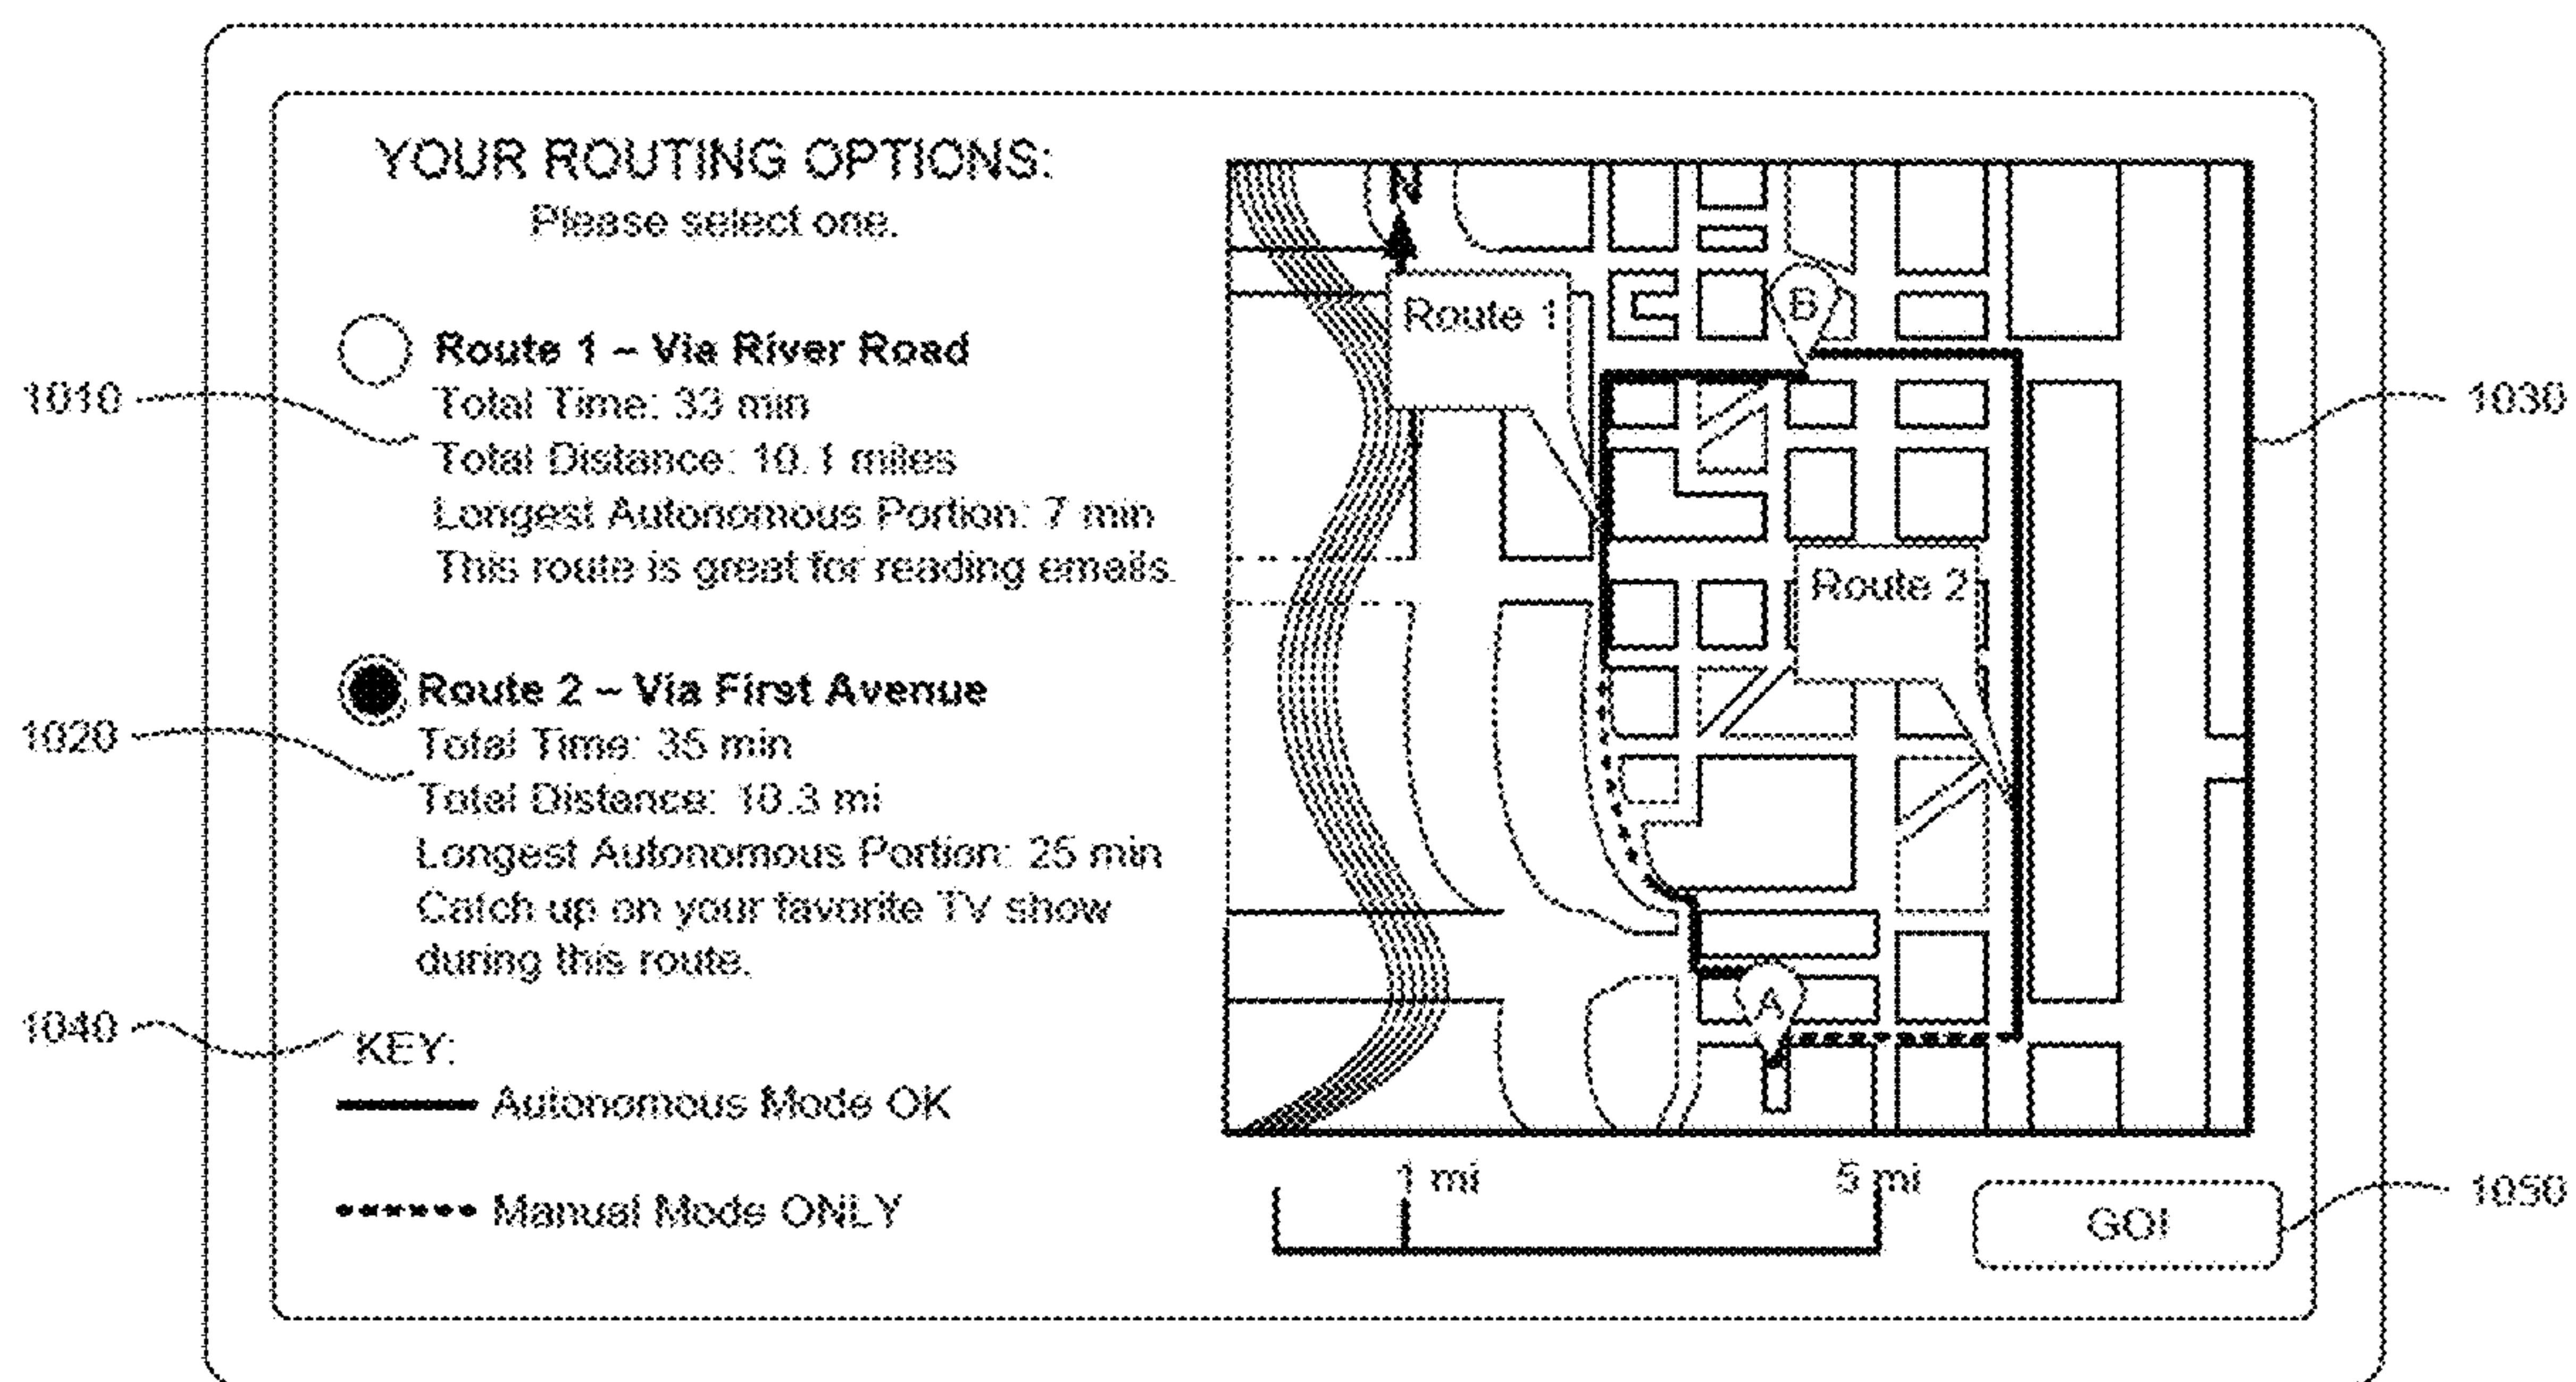 YOUR ROUTING OPTIONS:
Please select one.
Route 1 – Via River Road
Total Time: 33 min
Total Distance: 10.1 miles
Longest Autonomous Portion: 7 min
This route is great for reading emails.
1010
Route 2 – Via First Avenue
Total Time: 35 min
Total Distance: 10.3 mi
Longest Autonomous Portion: 25 min
Catch up on your favorite TV show
during this route.
1020
1040
KEY:
Autonomous Mode OK
Manual Mode ONLY
N
Route 1
B
Route 2
A
1030
1 mi
5 mi
GO!
1050